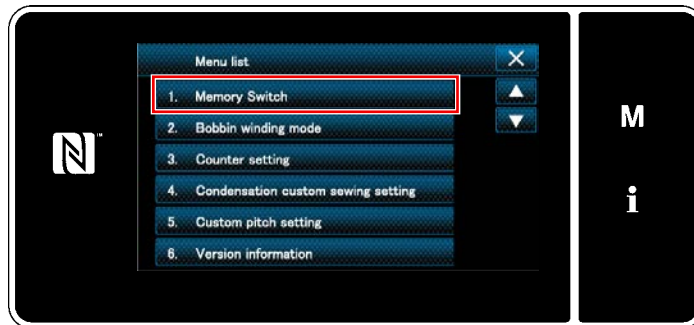 Menu list
1. Memory Switch
2. Bobbin winding mode
3. Counter setting
4. Condensation custom sewing setting
5. Custom pitch setting
6. Version information
M
i